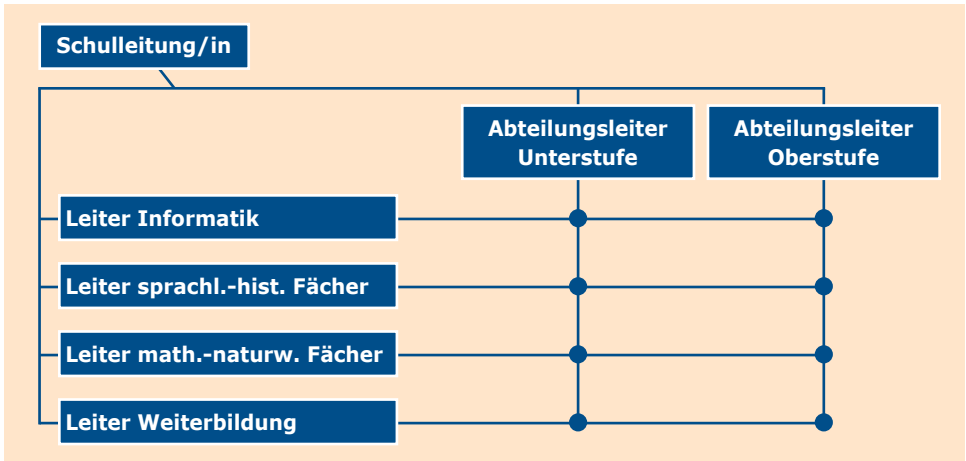 Schulleitung/in
Abteilungsleiter
Unterstufe
Abteilungsleiter
Oberstufe
Leiter Informatik
Leiter sprachl.-hist. Fächer
Leiter math.-naturw. Fächer
Leiter Weiterbildung